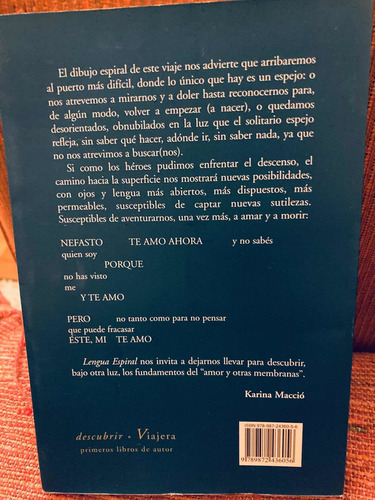 El dibujo espiral de este viaje nos advierte que arribaremos
al puerto más difícil, donde lo único que hay es un espejo: o
nos atrevemos a mirarnos y a doler hasta reconocernos para,
de algún modo, volver a empezar (a nacer), o quedamos
desorientados, obnubilados en la luz que el solitario espejo
refleja, sin saber qué hacer, adónde ir, sin saber nada, ya que
no nos atrevimos a buscar(nos).
Si como los héroes pudimos enfrentar el descenso, el
camino hacia la superficie nos mostrará nuevas posibilidades,
con ojos y lengua más abiertos, más dispuestos, más
permeables, susceptibles de captar nuevas sutilezas.
Susceptibles de aventurarnos, una vez más, a amar y a morir:
NEFASTO TE AMO AHORA y no sabés
quien soy
PORQUE
no has visto
me
Y TE AMO
PERO no tanto como para no pensar
que puede fracasar
ÉSTE, MI TE AMO
Lengua Espiral nos invita a dejarnos llevar para descubrir,
bajo otra luz, los fundamentos del "amor y otras membranas".
Karina Macció
descubrir • Viajera
primeros libros de autor
ISBN 978-987-24360-5-6
9789872436056